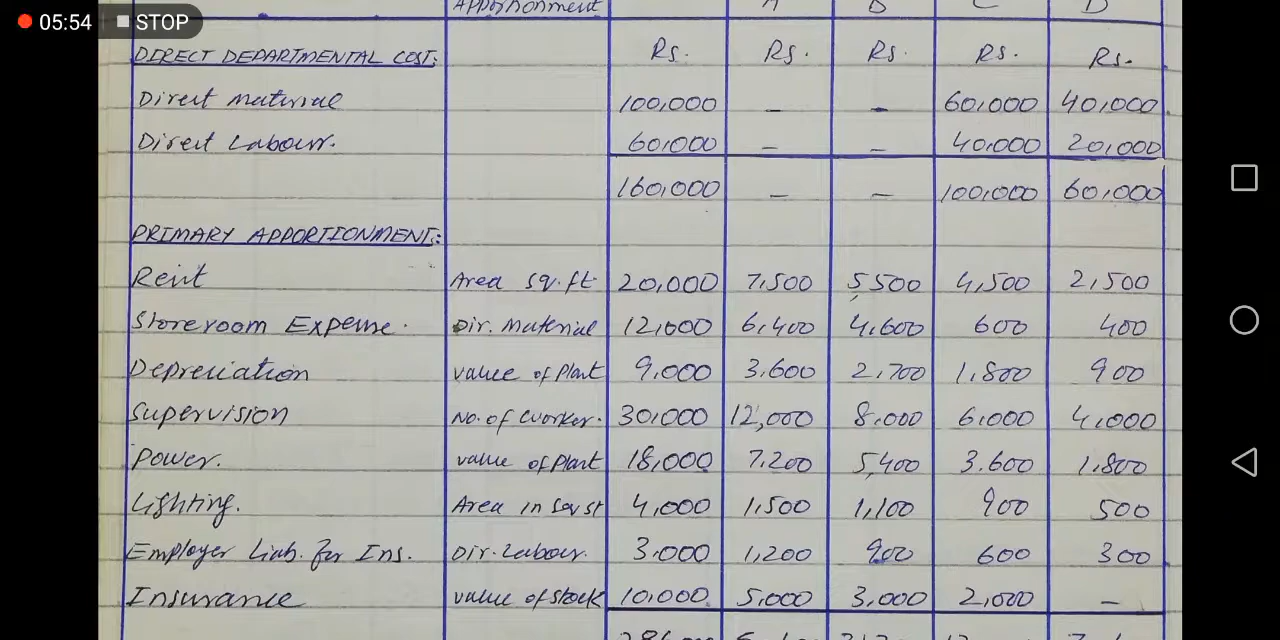 05:54 STOP
Apportionment A B C D
DIRECT DEPARTMENTAL COST: Rs. Rs. Rs. Rs. Rs.
Direct Material 100,000 – – 60,000 40,000
Direct Labour. 60,000 – – 40,000 20,000
160,000 – – 100,000 60,000
PRIMARY APPORTIONMENT:
Rent Area sq.ft 20,000 7,500 5,500 4,500 2,500
Storeroom Expense. Dir. Material 12,000 6,400 4,600 600 400
Depreciation value of Plant 9,000 3,600 2,700 1,800 900
Supervision No. of Worker. 30,000 12,000 8,000 6,000 4,000
Power. value of Plant 18,000 7,200 5,400 3,600 1,800
Lighting. Area in 4,000 1,500 1,100 900 500
Employer Liab. for Ins. Dir. Labour. 3,000 1,200 900 600 300
Insurance value of stock 10,000 5,000 3,000 2,000 –